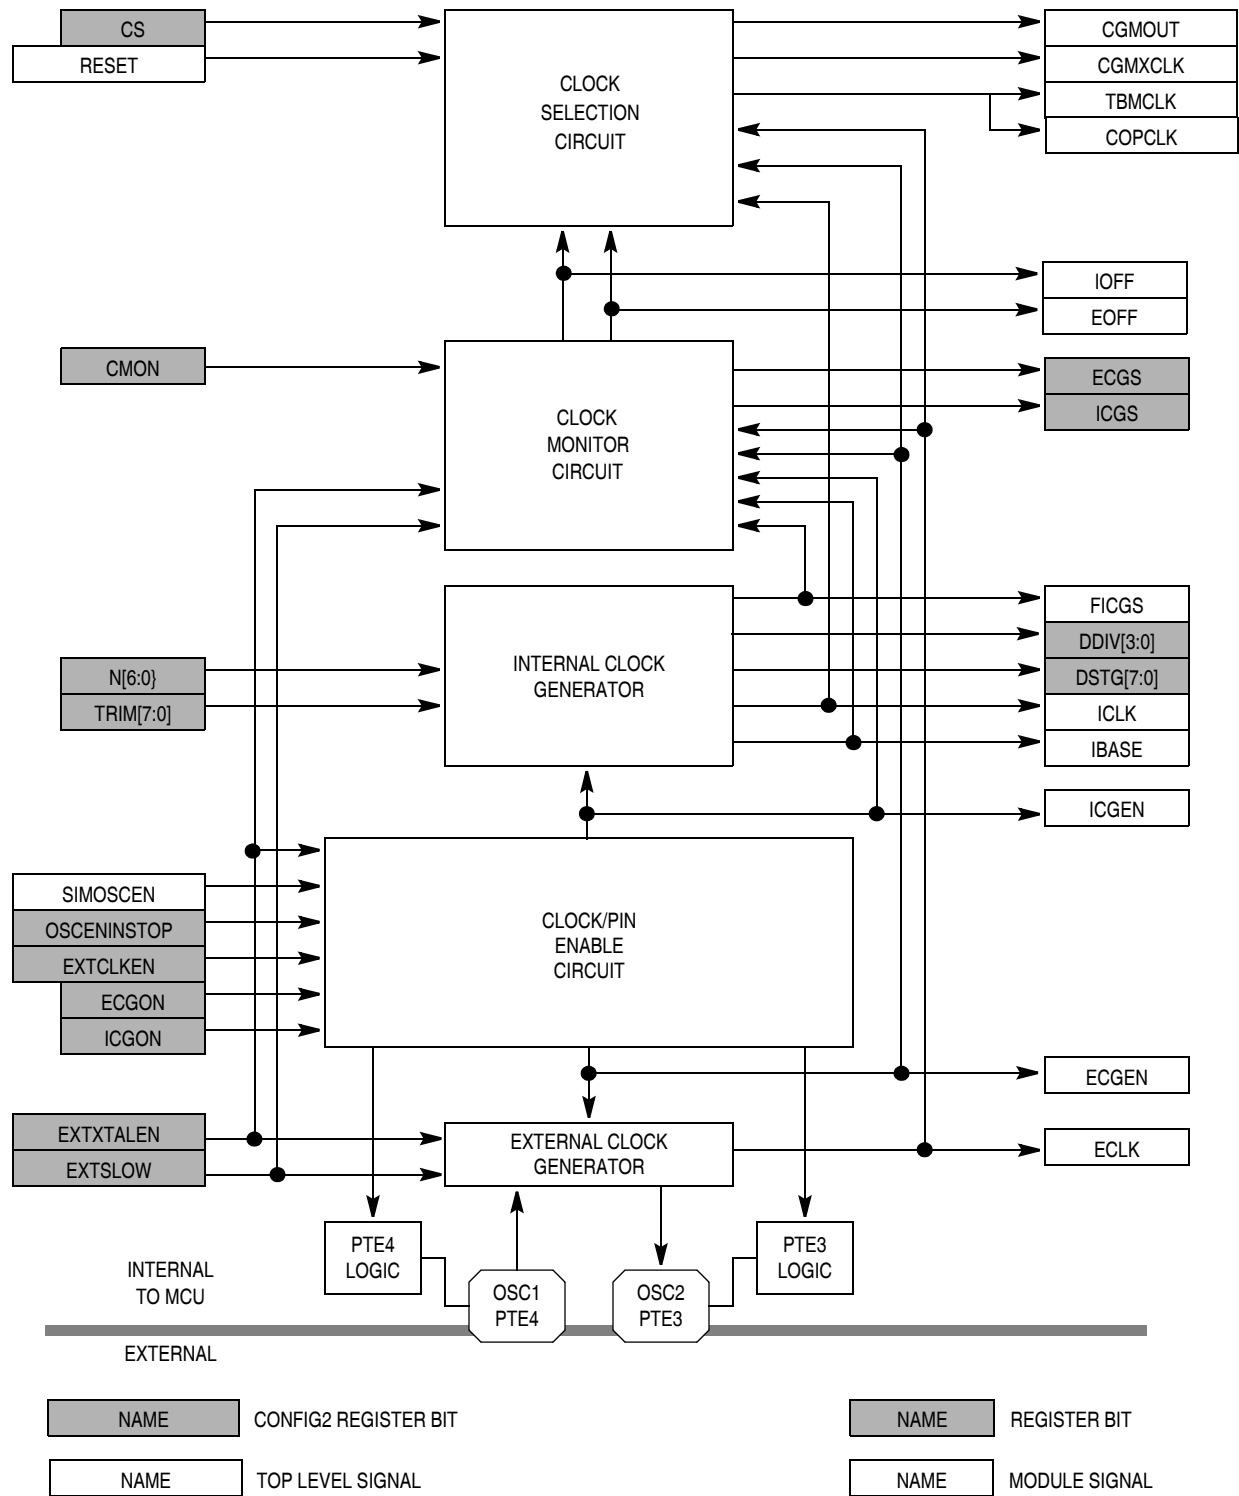 CS
RESET
CLOCK
SELECTION
CIRCUIT
CGMOUT
CGMXCLK
TBMCLK
COPCLK
IOFF
EOFF
CMON
CLOCK
MONITOR
CIRCUIT
ECGS
ICGS
N[6:0}
TRIM[7:0]
INTERNAL CLOCK
GENERATOR
FICGS
DDIV[3:0]
DSTG[7:0]
ICLK
IBASE
ICGEN
SIMOSCEN
OSCENINSTOP
EXTCLKEN
ECGON
ICGON
CLOCK/PIN
ENABLE
CIRCUIT
ECGEN
EXTXTALEN
EXTSLOW
EXTERNAL CLOCK
GENERATOR
ECLK
PTE4
LOGIC
OSC1
PTE4
OSC2
PTE3
PTE3
LOGIC
INTERNAL
TO MCU
EXTERNAL
NAME CONFIG2 REGISTER BIT
NAME REGISTER BIT
NAME TOP LEVEL SIGNAL
NAME MODULE SIGNAL